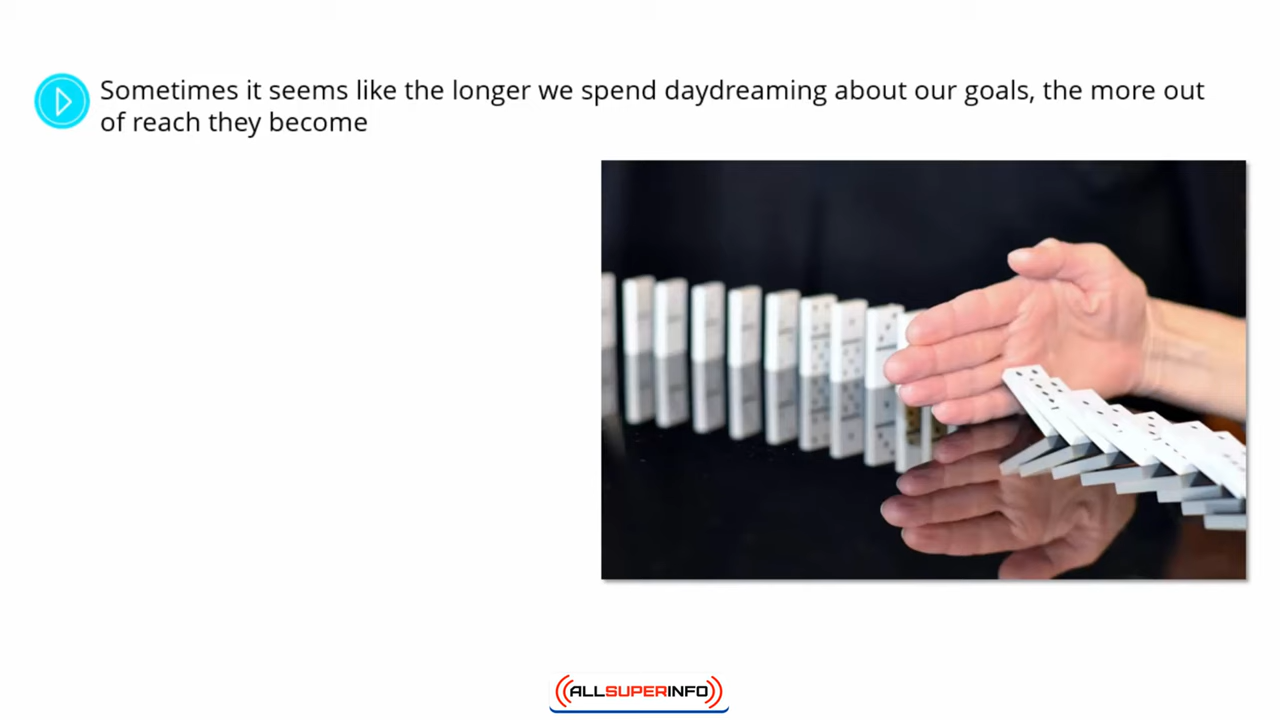 Sometimes it seems like the longer we spend daydreaming about our goals, the more out
of reach they become
ALLSUPERINFO